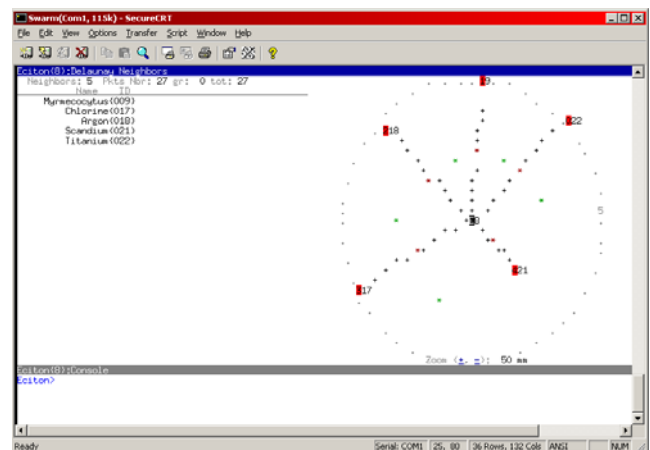 Swarm(Com1, 115k) - SecureCRT
File Edit View Options Transfer Script Window Help
Eciton(8):Delaunay Neighbors
Neighbors: 5 Pkts Nbr: 27 gr: 0 tot: 27
Name ID
Myrmecocytus(009)
Chlorine(017)
Argon(018)
Scandium(021)
Titanium(022)
9.
22
18
8
5
21
17
Zoom (+, -): 50 mm
Eciton(8):Console
Eciton>
Ready Serial: COM1 25, 80 36 Rows, 132 Cols ANSI NUM